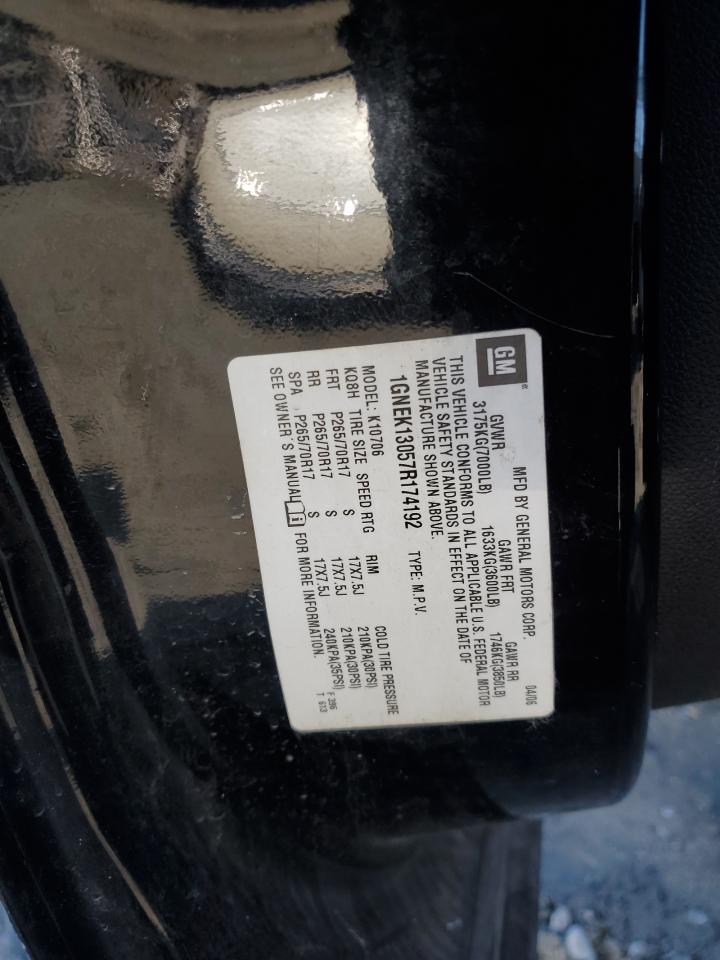 GM
MFD BY GENERAL MOTORS CORP. 04/06
GVWR GAWR FRT GAWR RR
3175KG(7000LB) 1633KG(3600LB) 1746KG(3850LB)
THIS VEHICLE CONFORMS TO ALL APPLICABLE U.S. FEDERAL MOTOR
VEHICLE SAFETY STANDARDS IN EFFECT ON THE DATE OF
MANUFACTURE SHOWN ABOVE.
1GNEK13057R174192 TYPE: M.P.V.
MODEL: K10706
KQ8H TIRE SIZE SPEED RTG RIM COLD TIRE PRESSURE
FRT P265/70R17 S 17X7.5J 210KPA(30PSI)
RR P265/70R17 S 17X7.5J 210KPA(30PSI)
SPA P265/70R17 S 17X7.5J 240KPA(35PSI)
SEE OWNER'S MANUAL FOR MORE INFORMATION.
F 396
T 613